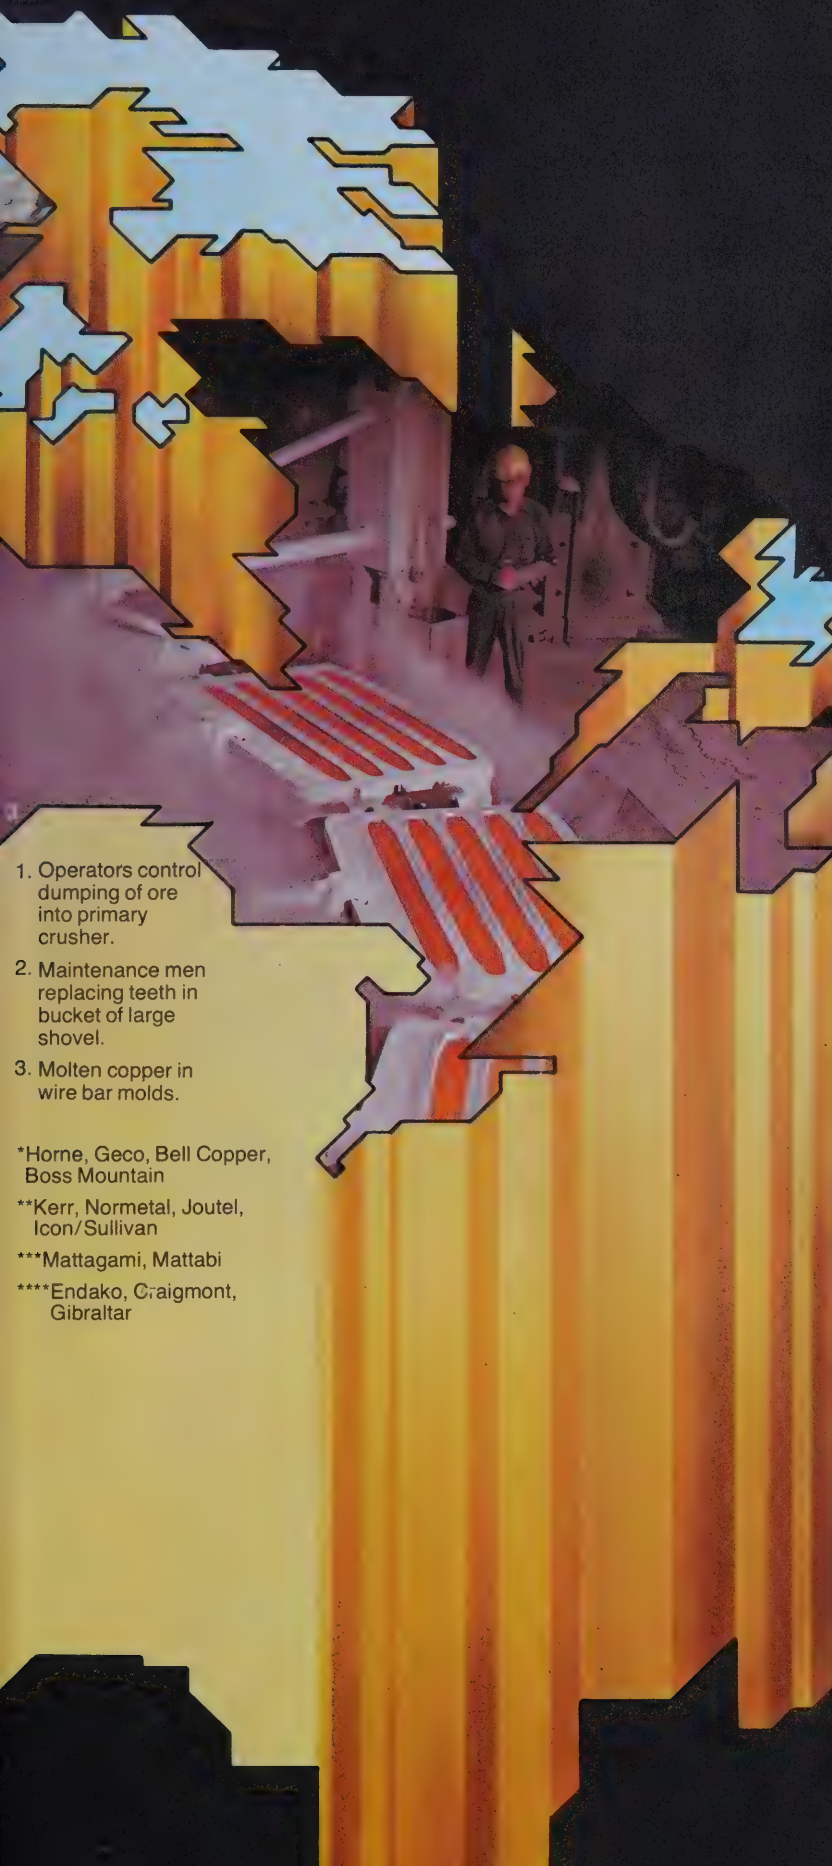 3
1. Operators control
dumping of ore
into primary
crusher.
2. Maintenance men
replacing teeth in
bucket of large
shovel.
3. Molten copper in
wire bar molds.
*Horne, Geco, Bell Copper,
Boss Mountain
**Kerr, Normetal, Joutel,
Icon/Sullivan
***Mattagami, Mattabi
****Endako, Craigmont,
Gibraltar